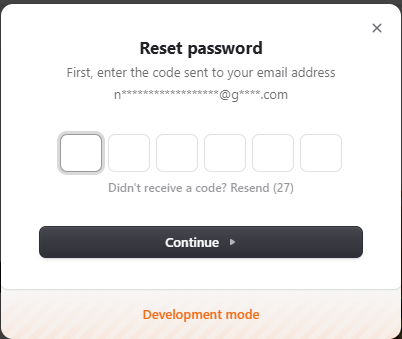 Reset password
First, enter the code sent to your email address
n******************@g****.com
Didn't receive a code? Resend (27)
Continue
Development mode